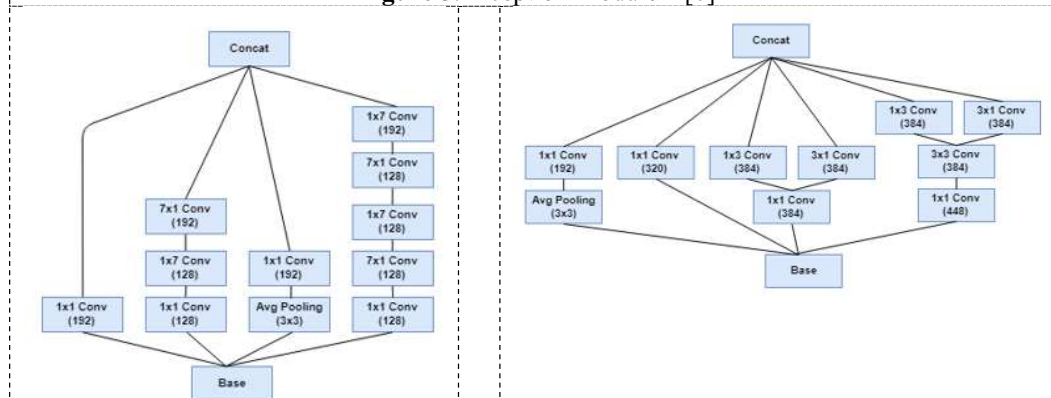 Concat
1x7 Conv
(192)
7x1 Conv
(128)
7x1 Conv
(192)
1x7 Conv
(128)
1x7 Conv
(128)
1x1 Conv
(192)
7x1 Conv
(128)
1x1 Conv
(192)
1x1 Conv
(128)
Avg Pooling
(3x3)
1x1 Conv
(128)
Base
Concat
1x3 Conv
(384)
3x1 Conv
(384)
1x1 Conv
(192)
1x1 Conv
(320)
1x3 Conv
(384)
3x1 Conv
(384)
3x3 Conv
(384)
Avg Pooling
(3x3)
1x1 Conv
(384)
1x1 Conv
(448)
Base